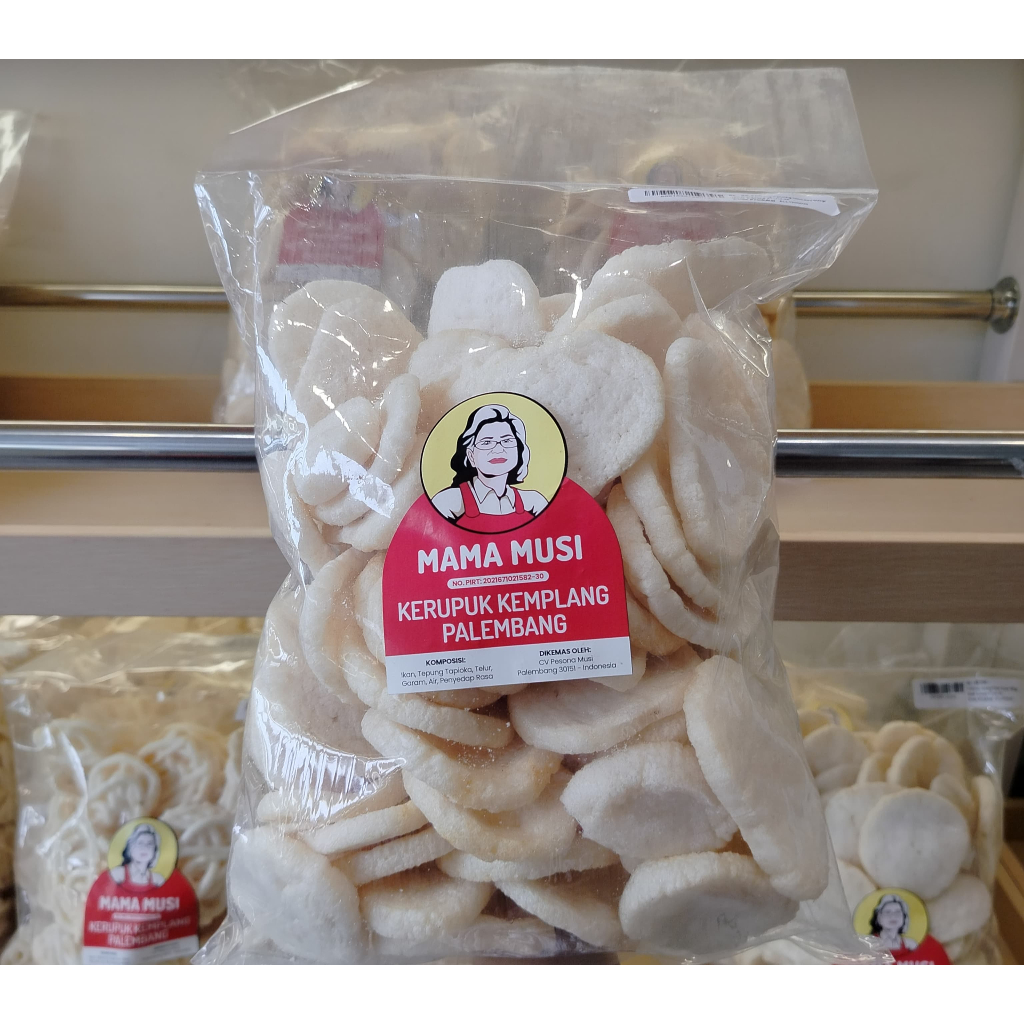 MAMA MUSI
NO. PIRT: 2021671021582-30
KERUPUK KEMPLANG
PALEMBANG
KOMPOSISI:
Ikan, Tepung Tapioka, Telur,
Garam, Air, Penyedap Rasa
DIKEMAS OLEH:
CV Pesona Musi
Palembang 30151 - Indonesia
MAMA MUSI
KERUPUK KEMPLANG
PALEMBANG
MUSI